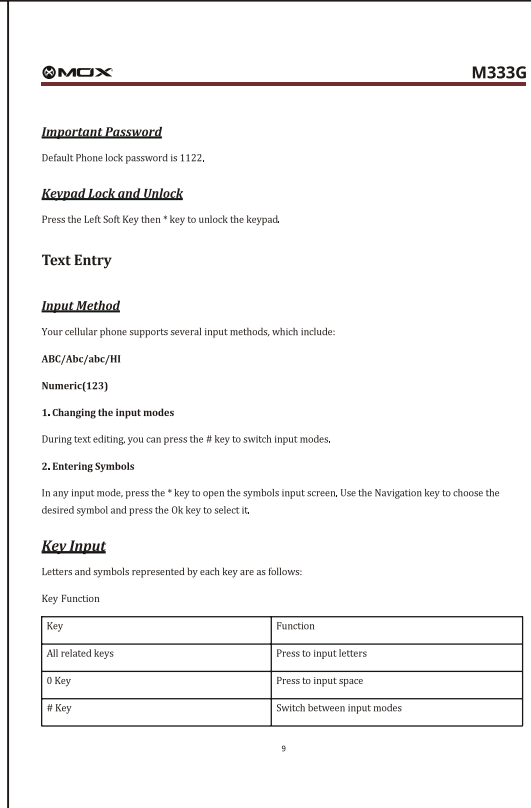 MOX M333G
Important Password
Default Phone lock password is 1122.
Keypad Lock and Unlock
Press the Left Soft Key then * key to unlock the keypad.
Text Entry
Input Method
Your cellular phone supports several input methods, which include:
ABC/Abc/abc/HI
Numeric(123)
1. Changing the input modes
During text editing, you can press the # key to switch input modes.
2. Entering Symbols
In any input mode, press the * key to open the symbols input screen. Use the Navigation key to choose the
desired symbol and press the Ok key to select it.
Key Input
Letters and symbols represented by each key are as follows:
Key Function
Key Function
All related keys Press to input letters
0 Key Press to input space
# Key Switch between input modes
9